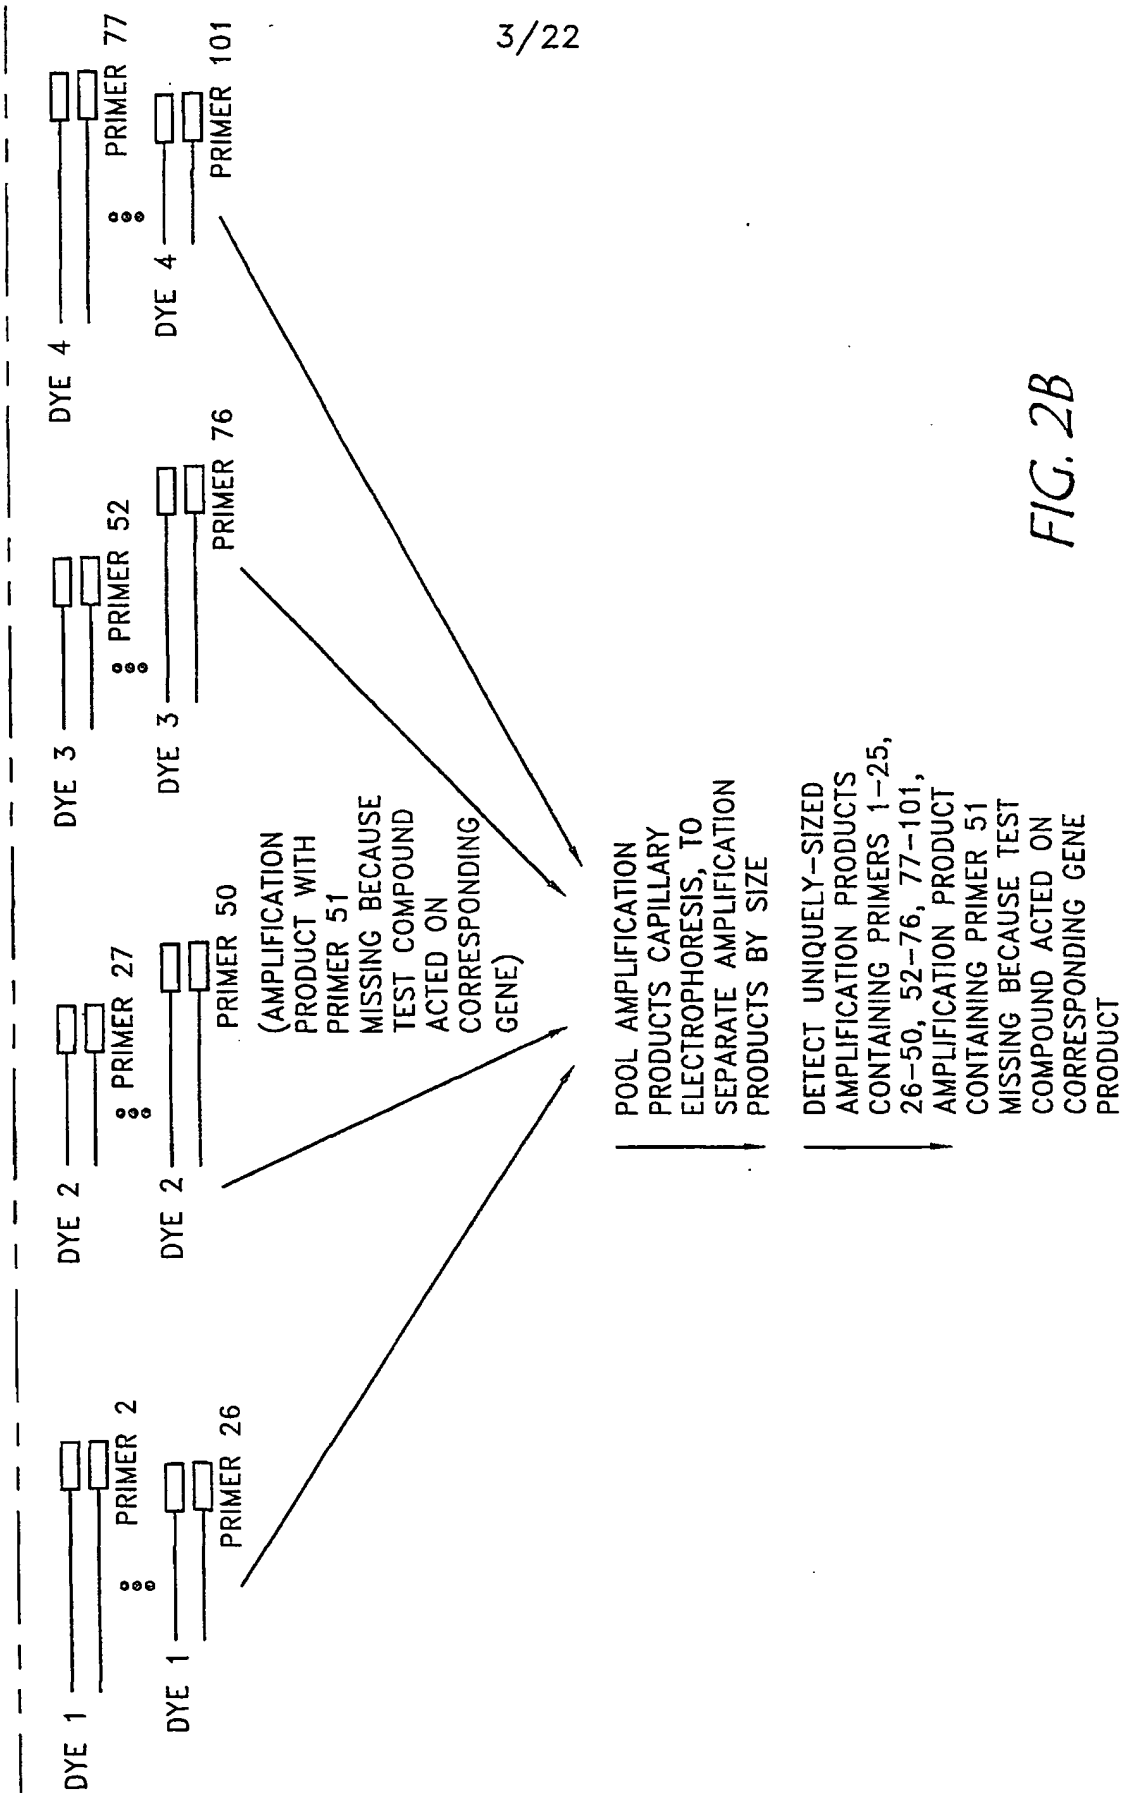 3/22
DYE 1
PRIMER 2
DYE 1
PRIMER 26
DYE 2
PRIMER 27
DYE 2
PRIMER 50
(AMPLIFICATION
PRODUCT WITH
PRIMER 51
MISSING BECAUSE
TEST COMPOUND
ACTED ON
CORRESPONDING
GENE)
DYE 3
PRIMER 52
DYE 3
PRIMER 76
DYE 4
PRIMER 77
DYE 4
PRIMER 101
POOL AMPLIFICATION
PRODUCTS CAPILLARY
ELECTROPHORESIS, TO
SEPARATE AMPLIFICATION
PRODUCTS BY SIZE
DETECT UNIQUELY-SIZED
AMPLIFICATION PRODUCTS
CONTAINING PRIMERS 1-25,
26-50, 52-76, 77-101,
AMPLIFICATION PRODUCT
CONTAINING PRIMER 51
MISSING BECAUSE TEST
COMPOUND ACTED ON
CORRESPONDING GENE
PRODUCT
FIG. 2B